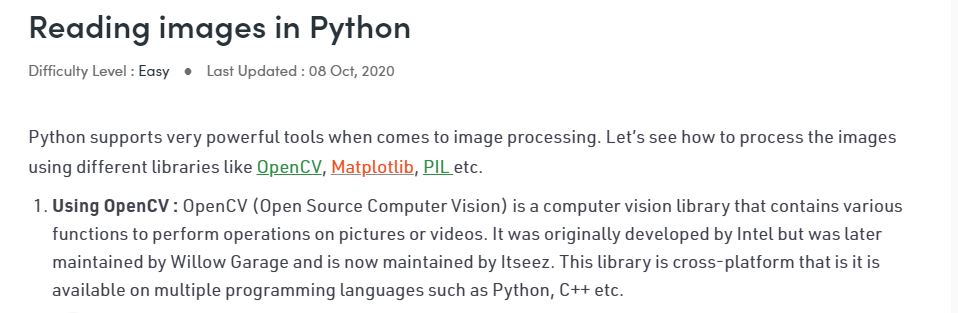 Reading images in Python
Difficulty Level : Easy ● Last Updated : 08 Oct, 2020
Python supports very powerful tools when comes to image processing. Let’s see how to process the images
using different libraries like OpenCV, Matplotlib, PIL etc.
1. Using OpenCV : OpenCV (Open Source Computer Vision) is a computer vision library that contains various
functions to perform operations on pictures or videos. It was originally developed by Intel but was later
maintained by Willow Garage and is now maintained by Itseez. This library is cross-platform that is it is
available on multiple programming languages such as Python, C++ etc.